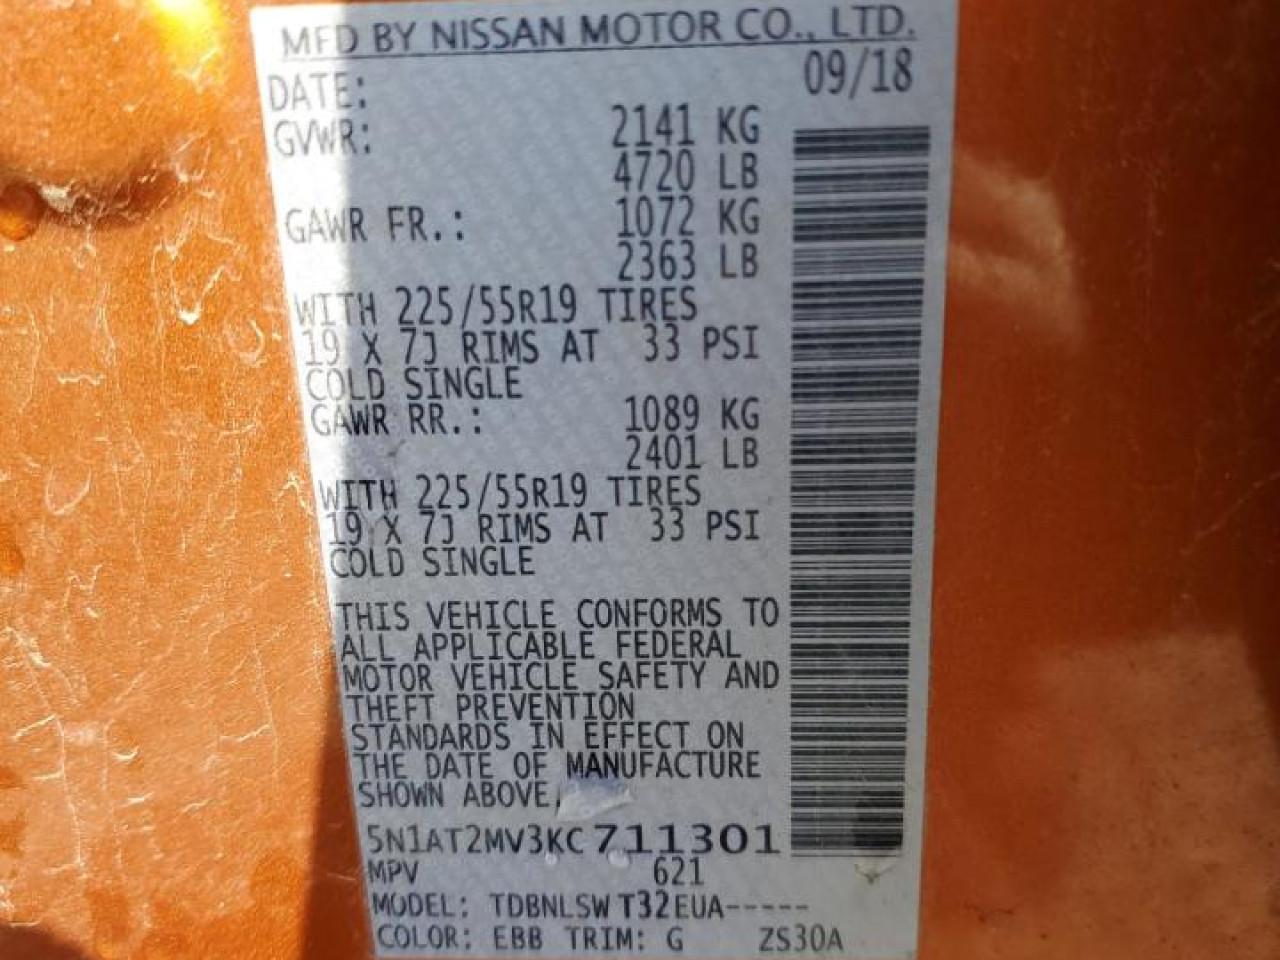 MFD BY NISSAN MOTOR CO., LTD.
DATE: 09/18
GVWR: 2141 KG
4720 LB
GAWR FR.: 1072 KG
2363 LB
WITH 225/55R19 TIRES
19 X 7J RIMS AT 33 PSI
COLD SINGLE
GAWR RR.: 1089 KG
2401 LB
WITH 225/55R19 TIRES
19 X 7J RIMS AT 33 PSI
COLD SINGLE
THIS VEHICLE CONFORMS TO
ALL APPLICABLE FEDERAL
MOTOR VEHICLE SAFETY AND
THEFT PREVENTION
STANDARDS IN EFFECT ON
THE DATE OF MANUFACTURE
SHOWN ABOVE.
5N1AT2MV3KC711301
MPV 621
MODEL: TDBNLSW T32EUA-----
COLOR: EBB TRIM: G ZS30A